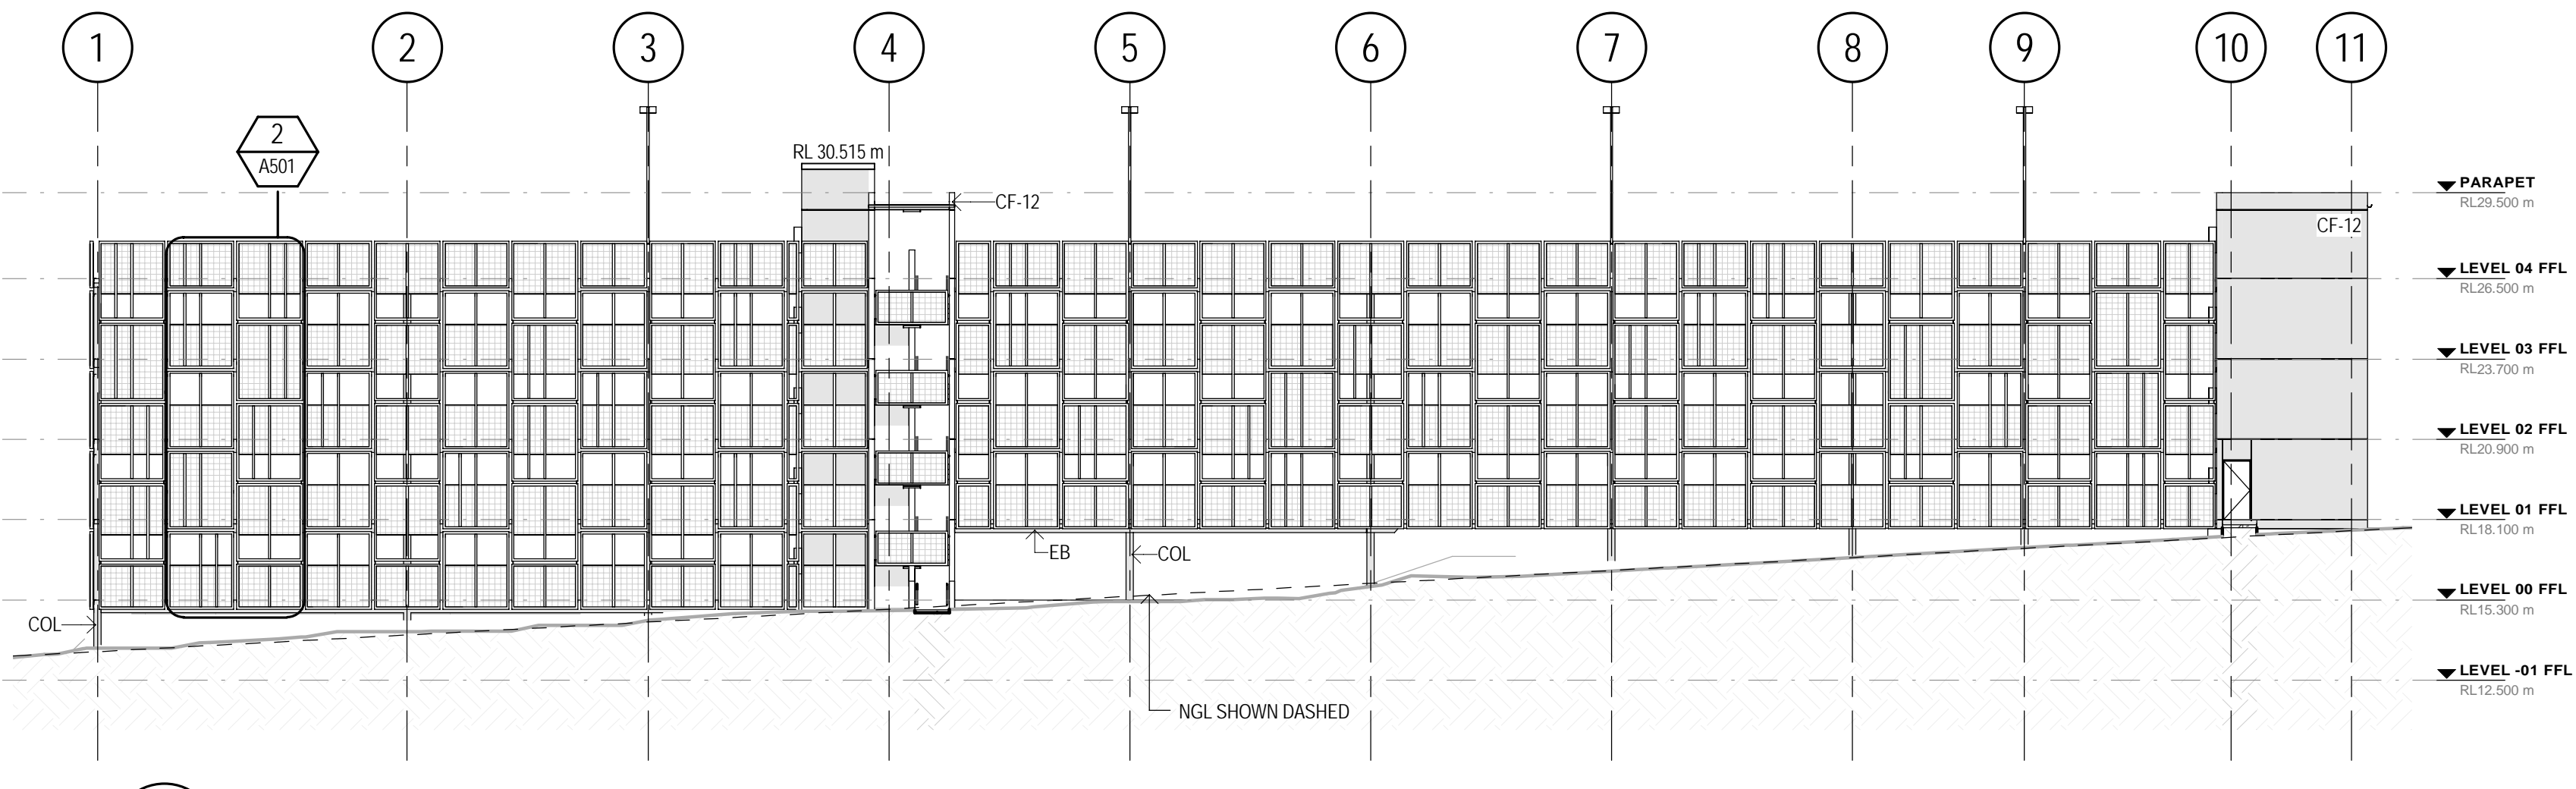 1
2
3
4
5
6
7
8
9
10
11
2
A501
RL 30.515 m
CF-12
CF-12
PARAPET
RL29.500 m
LEVEL 04 FFL
RL26.500 m
LEVEL 03 FFL
RL23.700 m
LEVEL 02 FFL
RL20.900 m
LEVEL 01 FFL
RL18.100 m
EB
COL
LEVEL 00 FFL
RL15.300 m
COL
LEVEL -01 FFL
RL12.500 m
NGL SHOWN DASHED